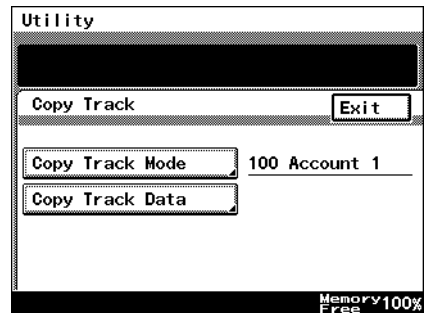 Utility
Copy Track
Exit
Copy Track Mode
100 Account 1
Copy Track Data
Memory Free 100%